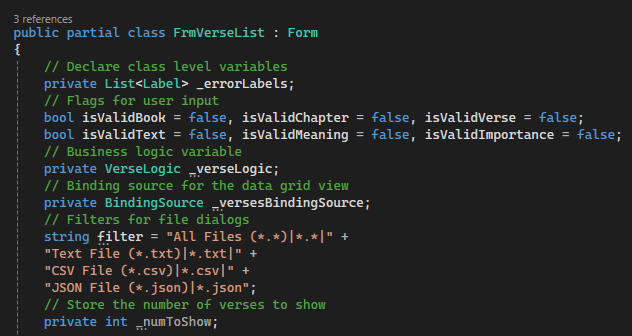 3 references
public partial class FrmVerseList : Form
{
// Declare class level variables
private List<Label> _errorLabels;
// Flags for user input
bool isValidBook = false, isValidChapter = false, isValidVerse = false;
bool isValidText = false, isValidMeaning = false, isValidImportance = false;
// Business logic variable
private VerseLogic _verseLogic;
// Binding source for the data grid view
private BindingSource _versesBindingSource;
// Filters for file dialogs
string filter = "All Files (*.*)|*.*|" +
"Text File (*.txt)|*.txt|" +
"CSV File (*.csv)|*.csv|" +
"JSON File (*.json)|*.json";
// Store the number of verses to show
private int _numToShow;